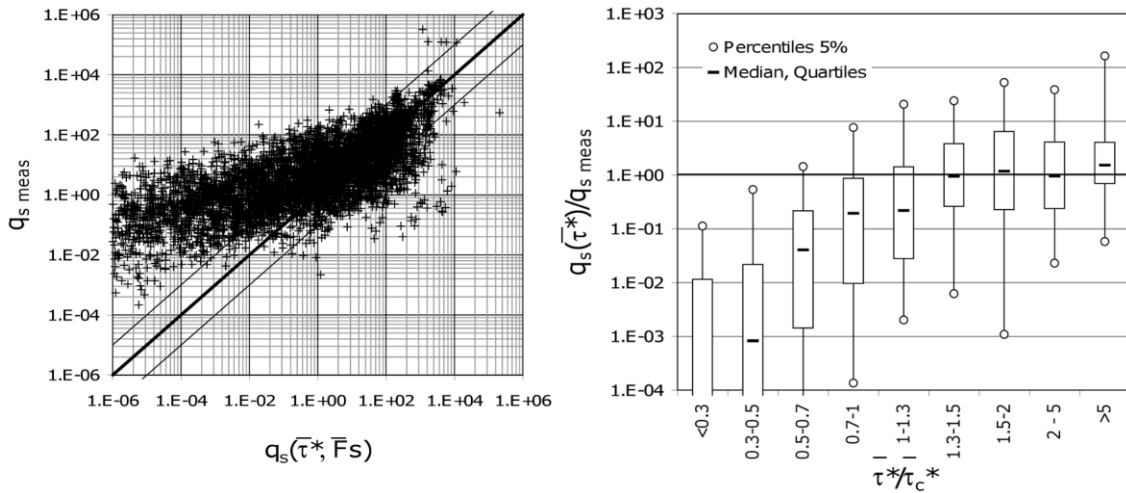 1.E+06
1.E+04
1.E+02
1.E+00
1.E-02
1.E-04
1.E-06
q_s meas
1.E-06 1.E-04 1.E-02 1.E+00 1.E+02 1.E+04 1.E+06
q_s(τ̅*, F̅s)
1.E+03
1.E+02
1.E+01
1.E+00
1.E-01
1.E-02
1.E-03
1.E-04
q_s(τ̅*)/q_s meas
Percentiles 5%
Median, Quartiles
<0.3 0.3-0.5 0.5-0.7 0.7-1 1-1.3 1.3-1.5 1.5-2 2 - 5 >5
τ̅*/τ̅_c*